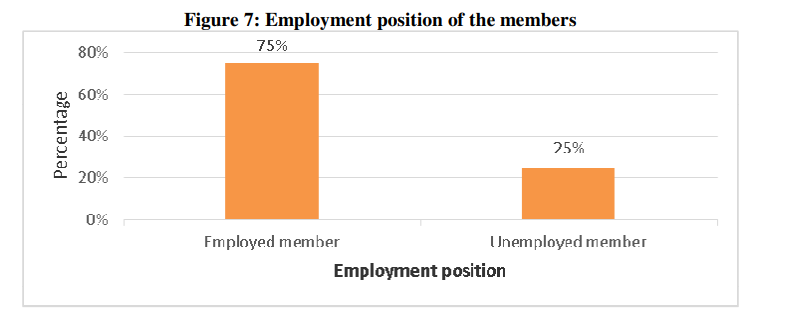 Figure 7: Employment position of the members
75%
80%
60%
40%
25%
20%
0%
Percentage
Employed member
Unemployed member
Employment position